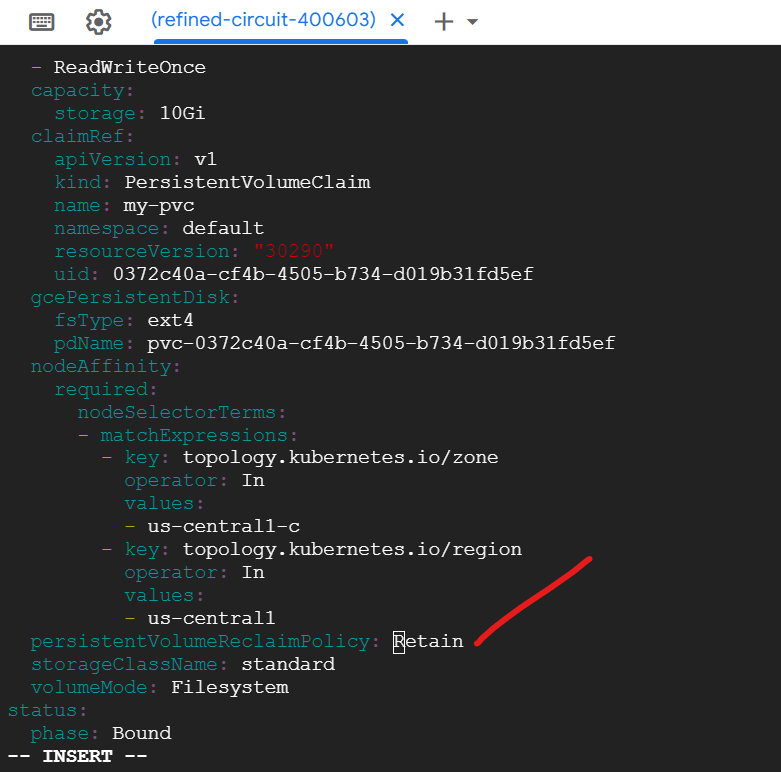 (refined-circuit-400603)
- ReadWriteOnce
capacity:
storage: 10Gi
claimRef:
apiVersion: v1
kind: PersistentVolumeClaim
name: my-pvc
namespace: default
resourceVersion: "30290"
uid: 0372c40a-cf4b-4505-b734-d019b31fd5ef
gcePersistentDisk:
fsType: ext4
pdName: pvc-0372c40a-cf4b-4505-b734-d019b31fd5ef
nodeAffinity:
required:
nodeSelectorTerms:
- matchExpressions:
- key: topology.kubernetes.io/zone
operator: In
values:
- us-central1-c
- key: topology.kubernetes.io/region
operator: In
values:
- us-central1
persistentVolumeReclaimPolicy: Retain
storageClassName: standard
volumeMode: Filesystem
status:
phase: Bound
-- INSERT --